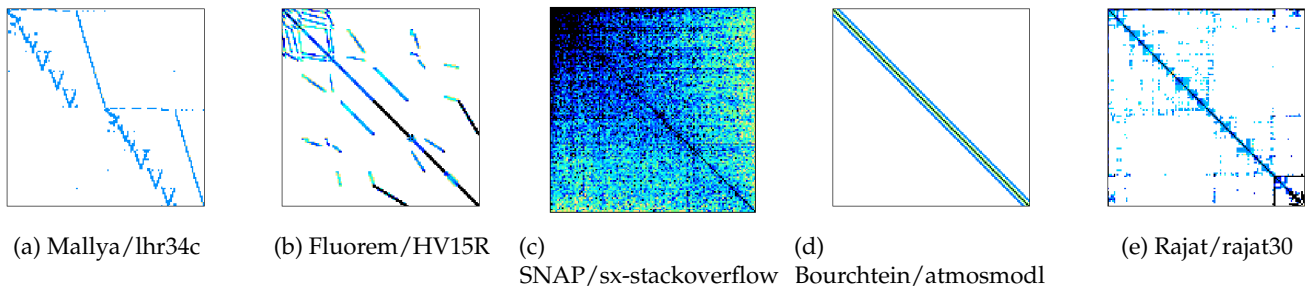 (a) Mallya/lhr34c
(b) Fluorem/HV15R
(c)
SNAP/sx-stackoverflow
(d)
Bourchtein/atmosmodl
(e) Rajat/rajat30